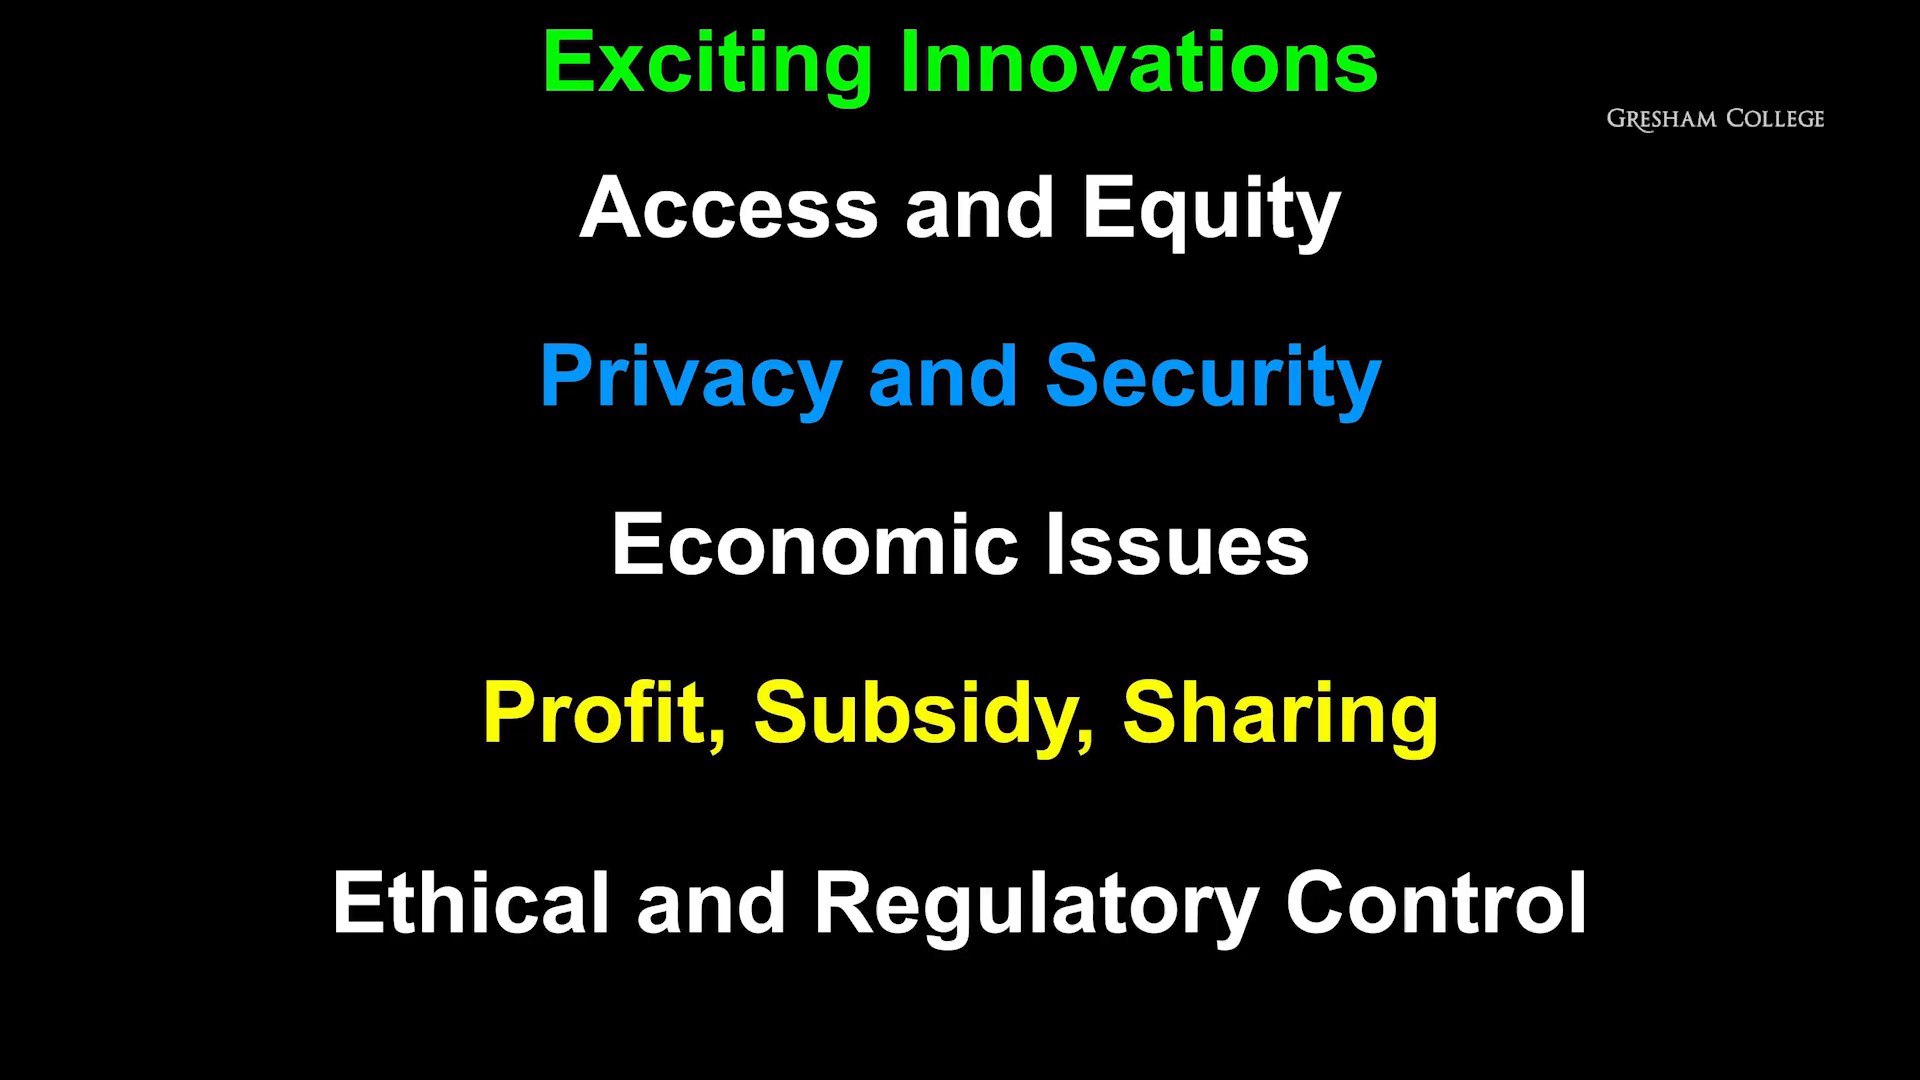 Exciting Innovations
GRESHAM COLLEGE
Access and Equity
Privacy and Security
Economic Issues
Profit, Subsidy, Sharing
Ethical and Regulatory Control